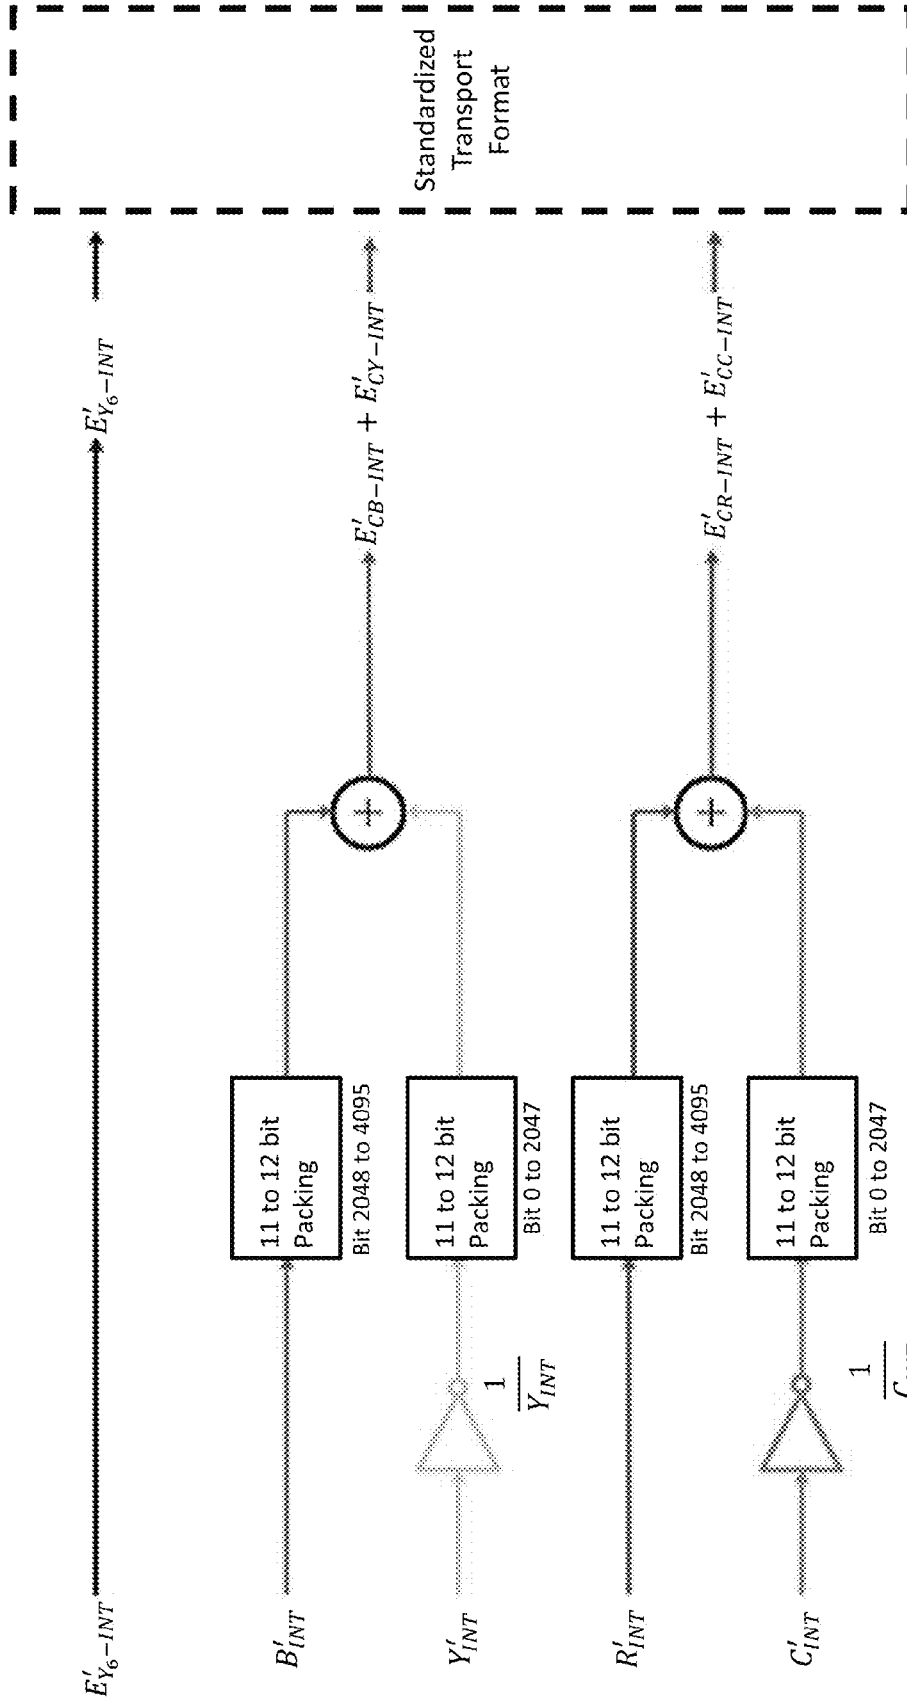 E'Y6−INT
E'Y6−INT
B'INT
11 to 12 bit
Packing
Bit 2048 to 4095
+
E'CB−INT + E'CY−INT
Y'INT
1
YINT
11 to 12 bit
Packing
Bit 0 to 2047
R'INT
11 to 12 bit
Packing
Bit 2048 to 4095
+
E'CR−INT + E'CC−INT
C'INT
1
11 to 12 bit
Packing
Bit 0 to 2047
Standardized
Transport
Format